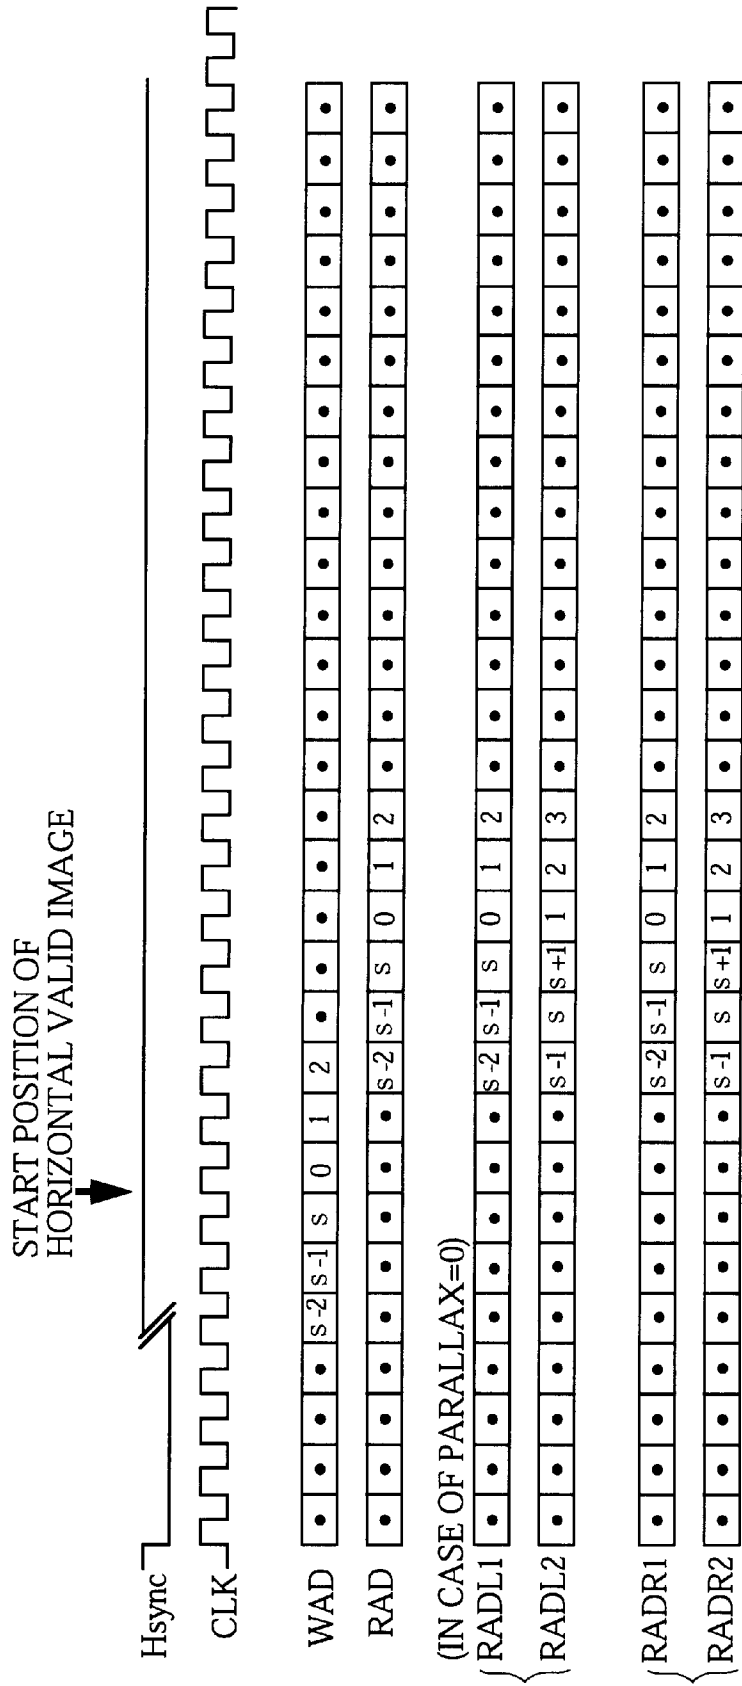 START POSITION OF
HORIZONTAL VALID IMAGE
Hsync
CLK
WAD • • • • s-2 s-1 s 0 1 2 • • • • • • • • • • • • • • • • • • •
RAD • • • • • • • • • s-2 s-1 s 0 1 2 • • • • • • • • • • • • • •
(IN CASE OF PARALLAX=0)
RADL1 • • • • • • • • • s-2 s-1 s 0 1 2 • • • • • • • • • • • • • •
RADL2 • • • • • • • • • s-1 s s+1 1 2 3 • • • • • • • • • • • • • •
RADR1 • • • • • • • • • s-2 s-1 s 0 1 2 • • • • • • • • • • • • • •
RADR2 • • • • • • • • • s-1 s s+1 1 2 3 • • • • • • • • • • • • • •